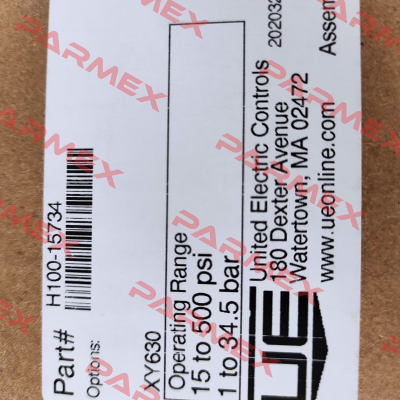 Part# H100-15734
Options:
XY630
Operating Range
15 to 500 psi
1 to 34.5 bar
UE
United Electric Controls
180 Dexter Avenue
Watertown, MA 02472
www.ueonline.com
PARMEX
PARMEX
PARMEX
PARMEX
PARMEX